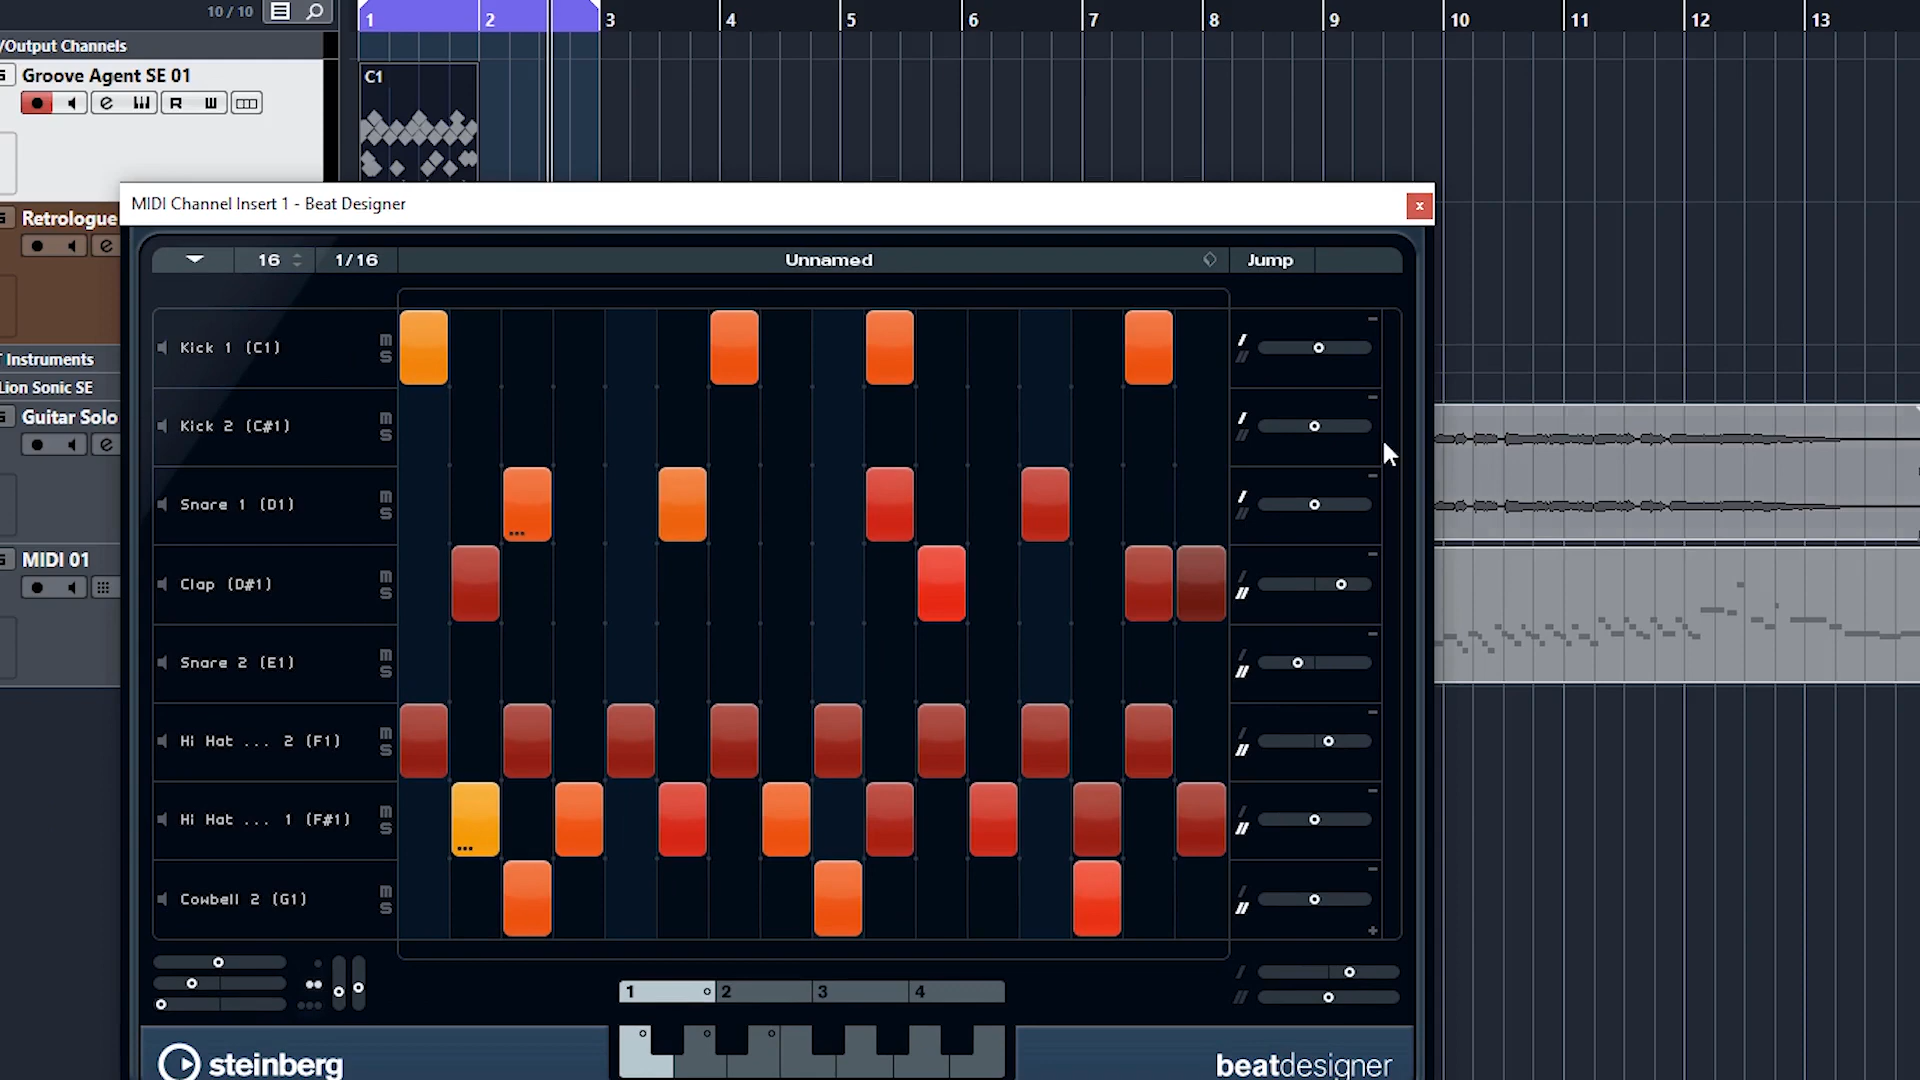 10 / 10
1 2 3 4 5 6 7 8 9 10 11 12 13
/Output Channels
Groove Agent SE 01
C1
R W
MIDI Channel Insert 1 - Beat Designer
x
Retrologue
16 1/16 Unnamed Jump
Kick 1 (C1) m S
T Instruments
Lion Sonic SE
Guitar Solo
Kick 2 (C#1) m S
Snare 1 (D1) m S
MIDI 01
Clap (D#1) m S
Snare 2 (E1) m S
Hi Hat ... 2 (F1) m S
Hi Hat ... 1 (F#1) m S
Cowbell 2 (G1) m S
1 2 3 4
steinberg
beatdesigner